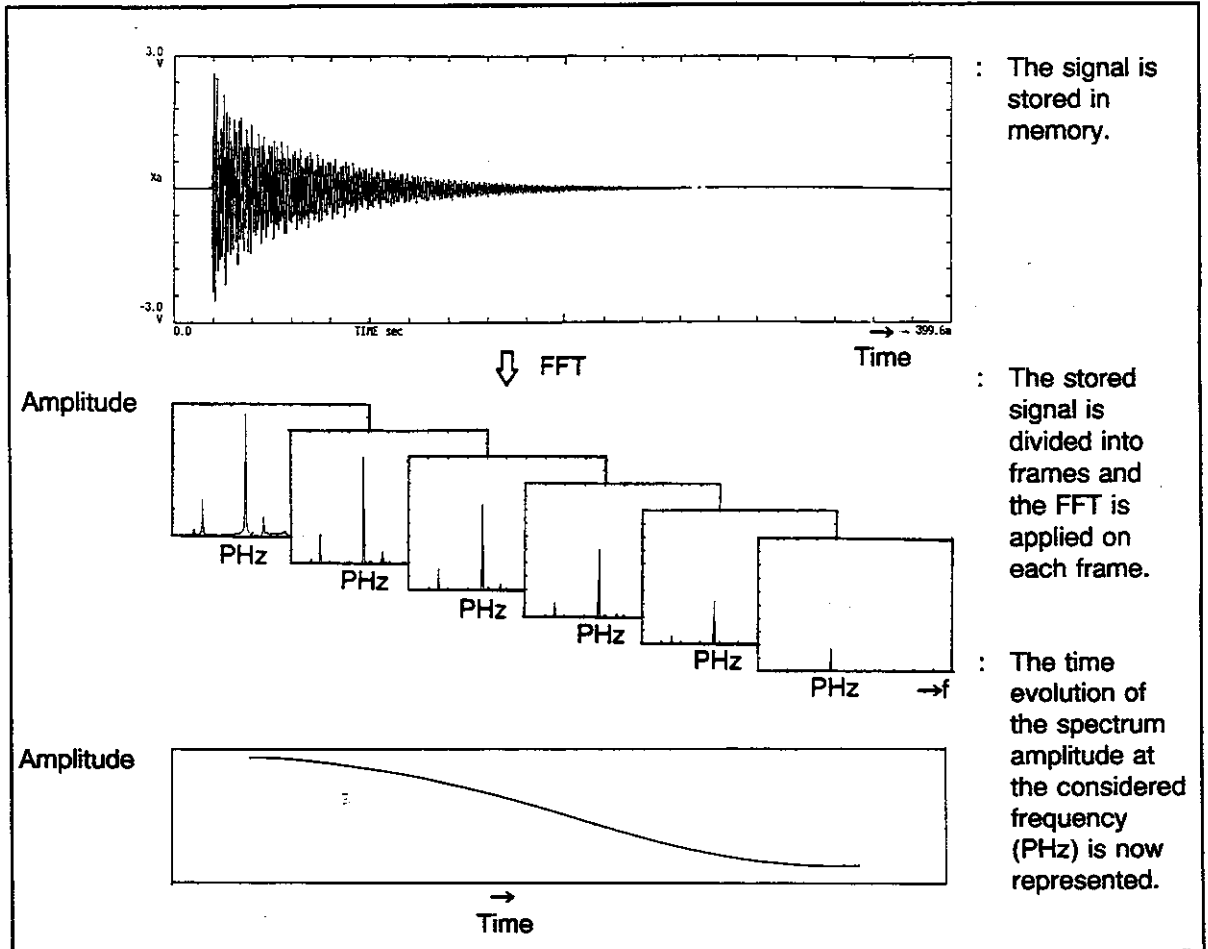 3.0
V
Xa
-3.0
V
0.0
TIME sec
→ - 399.6m
Time
: The signal is
stored in
memory.
FFT
Amplitude
PHz
PHz
PHz
PHz
PHz
PHz
→f
: The stored
signal is
divided into
frames and
the FFT is
applied on
each frame.
Amplitude
→
Time
: The time
evolution of
the spectrum
amplitude at
the considered
frequency
(PHz) is now
represented.